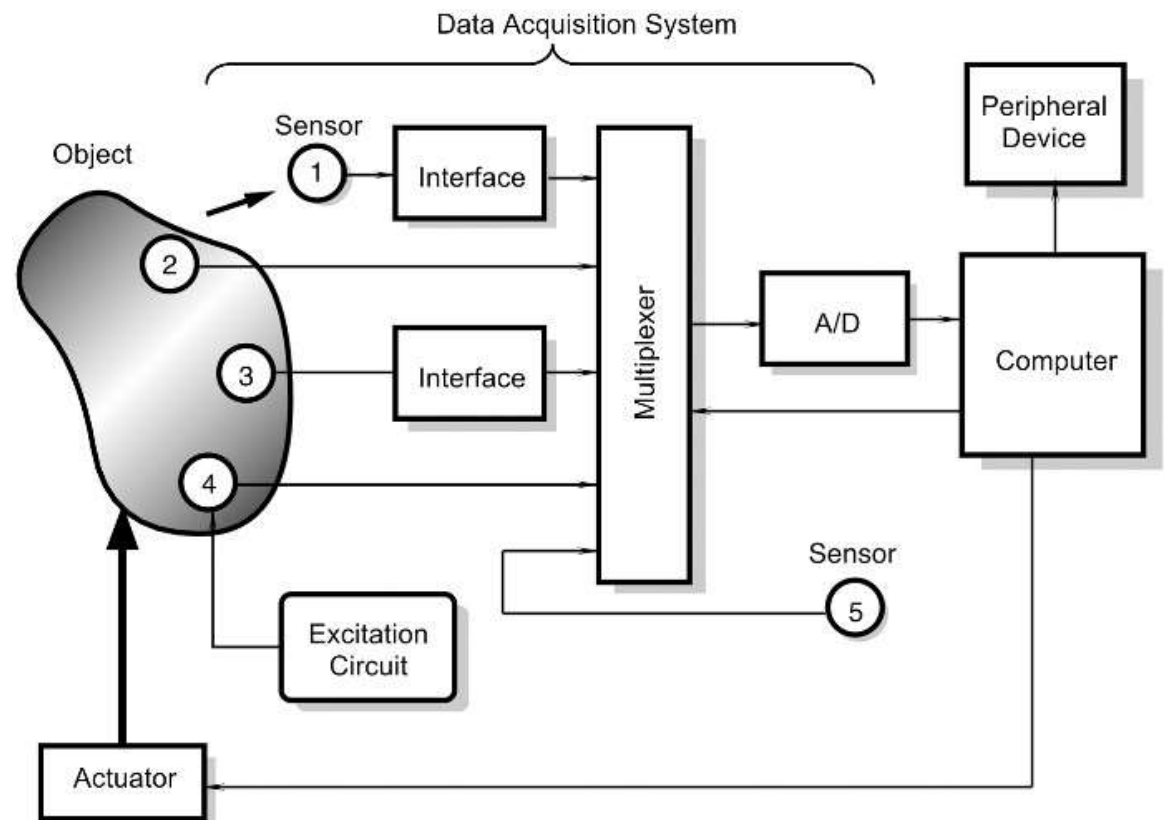 Data Acquisition System
Peripheral
Device
Sensor
Object
1
Interface
2
Multiplexer
A/D
Computer
3
Interface
4
Sensor
5
Excitation
Circuit
Actuator